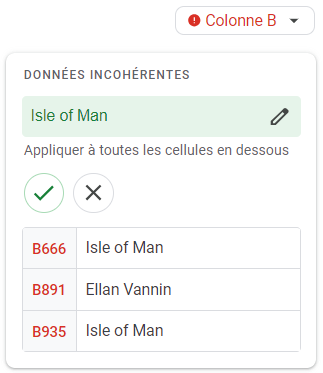 Colonne B
DONNÉES INCOHÉRENTES
Isle of Man
Appliquer à toutes les cellules en dessous
B666 Isle of Man
B891 Ellan Vannin
B935 Isle of Man